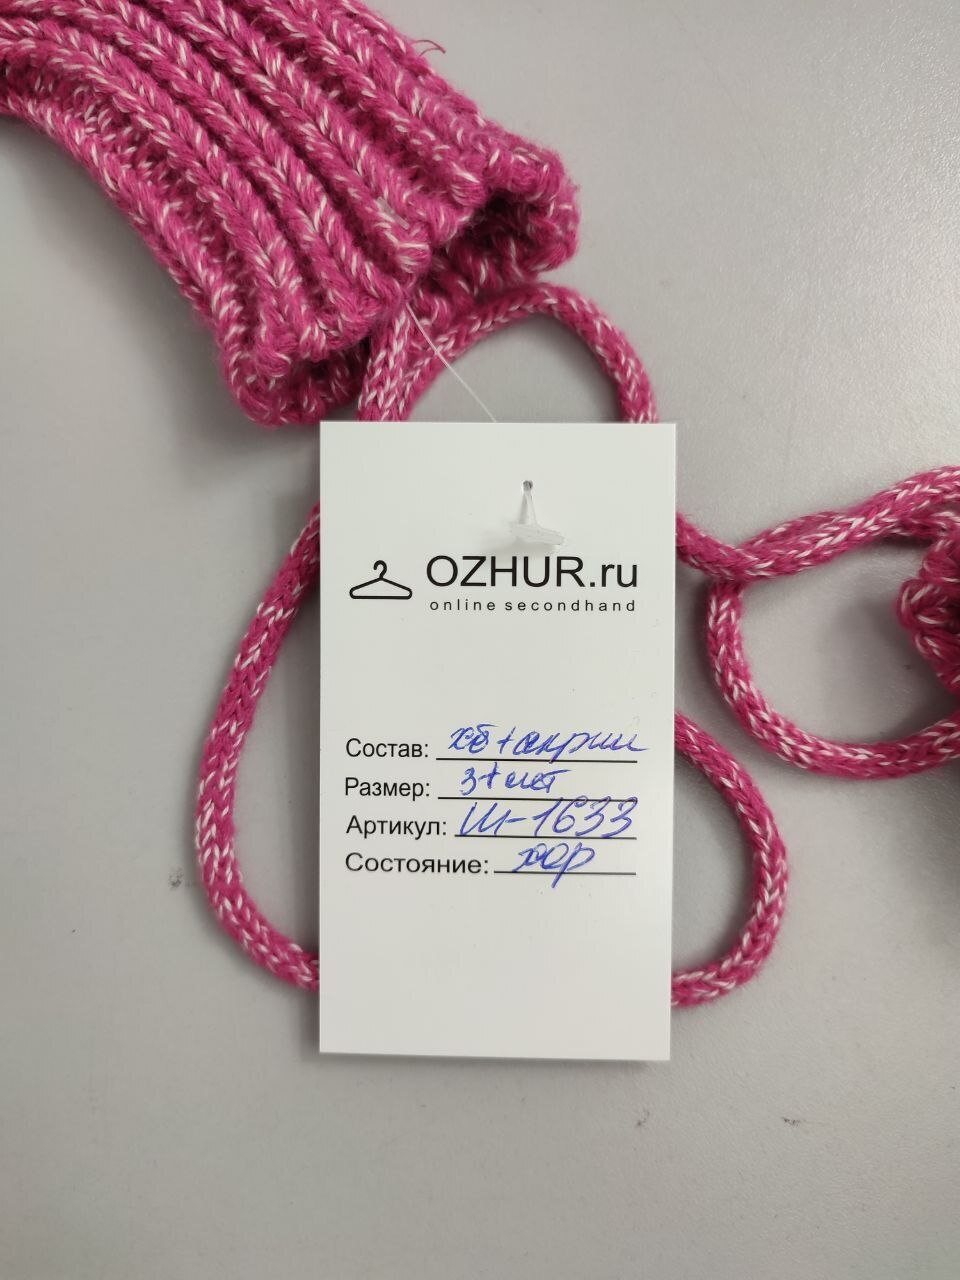 OZHUR.ru
online secondhand
Состав: хб + акрил
Размер: 3+ лет
Артикул: Ш-1633
Состояние: хор